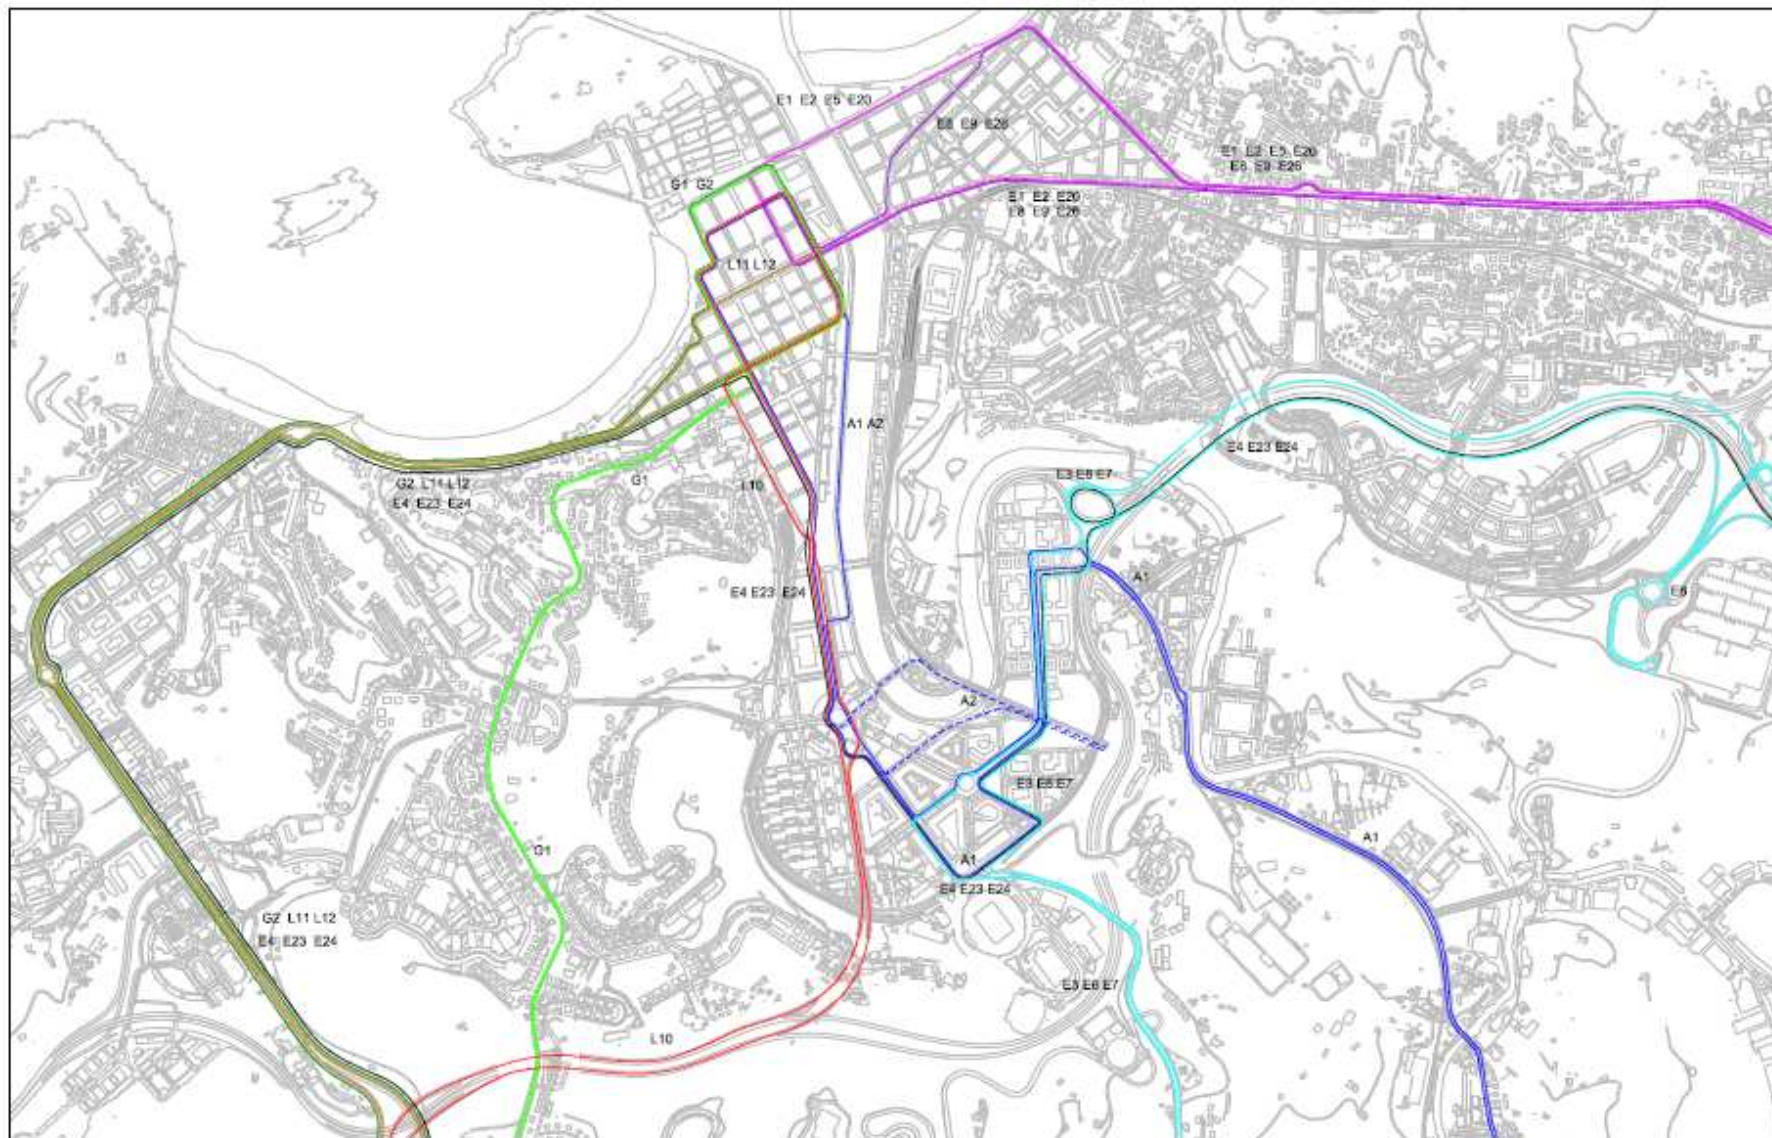 E1 E2 E5 E20
E8 E9 E26
E1 E2 E5 E20
E8 E9 E26
G1 G2
E1 E2 E20
E8 E9 E26
L11 L12
A1 A2
E4 E23 E24
E3 E6 E7
G2 L11 L12
E4 E23 E24
G1
L10
A1
E4 E23 E24
E6
A2
E3 E6 E7
G1
A1
A1
E4 E23 E24
G2 L11 L12
E4 E23 E24
E3 E6 E7
L10